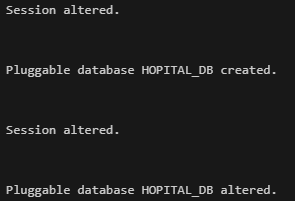 Session altered.
Pluggable database HOPITAL_DB created.
Session altered.
Pluggable database HOPITAL_DB altered.